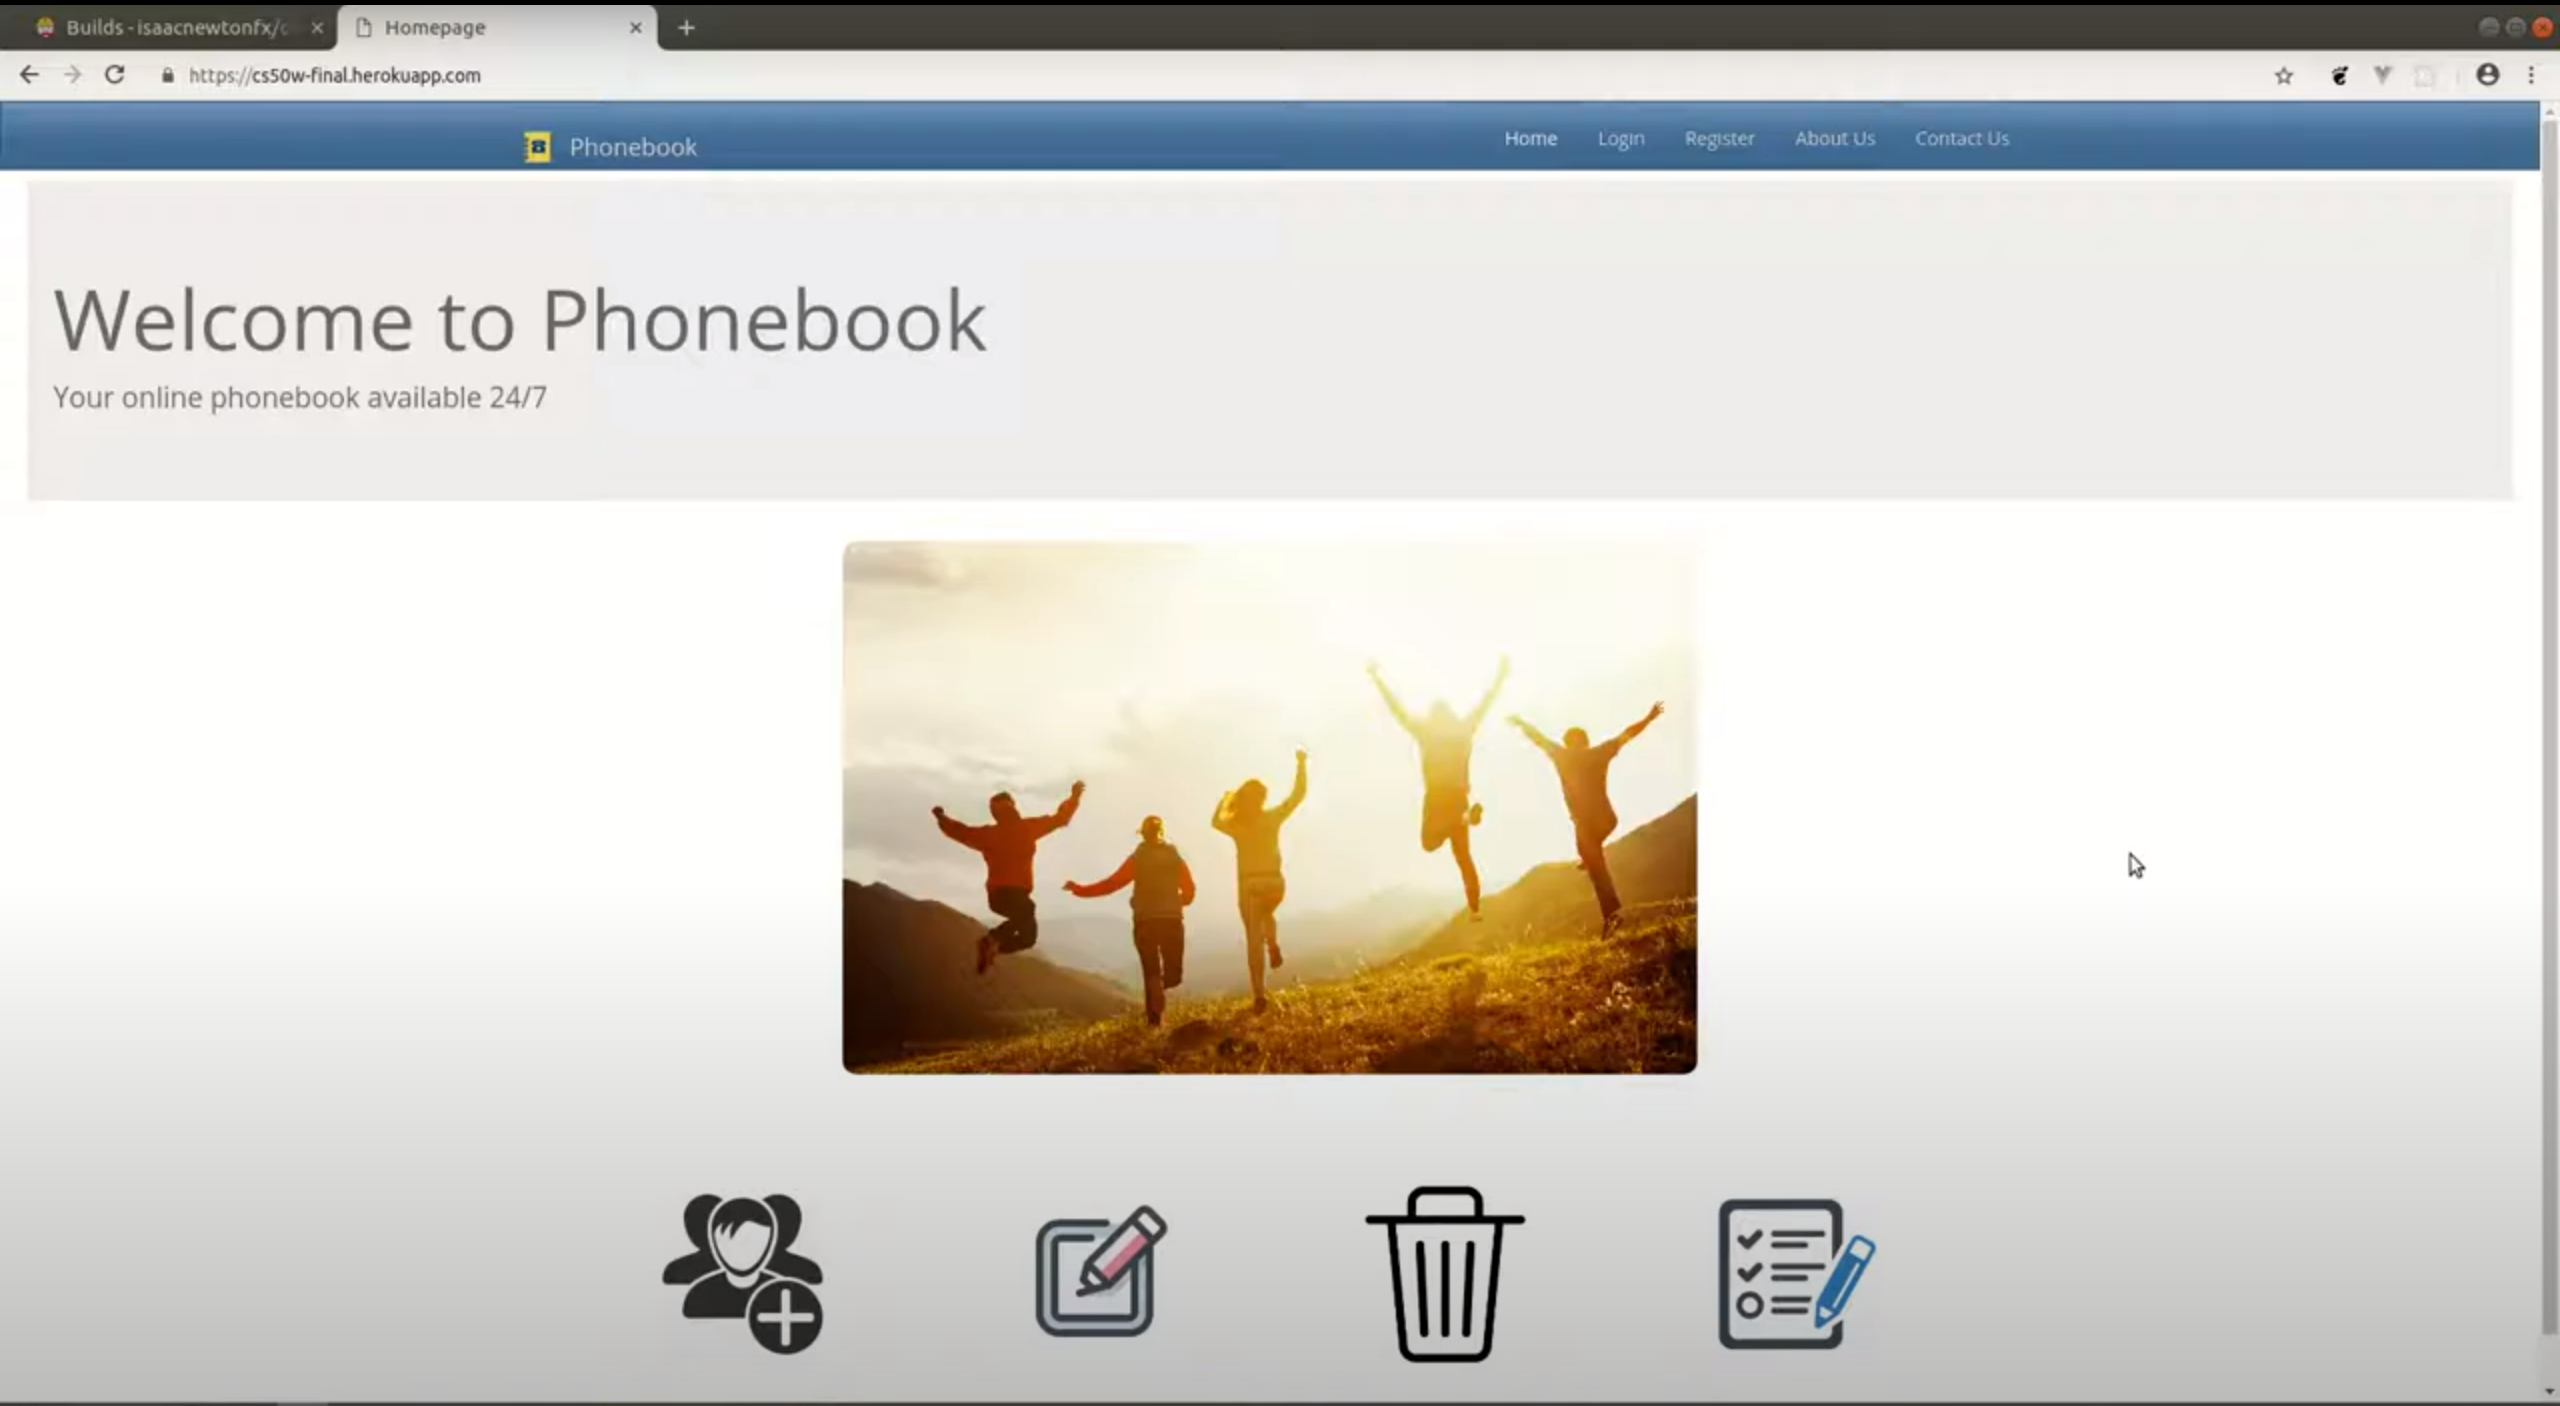 Builds - isaacnewtonfx/c
Homepage
https://cs50w-final.herokuapp.com
Phonebook
Home
Login
Register
About Us
Contact Us
Welcome to Phonebook
Your online phonebook available 24/7